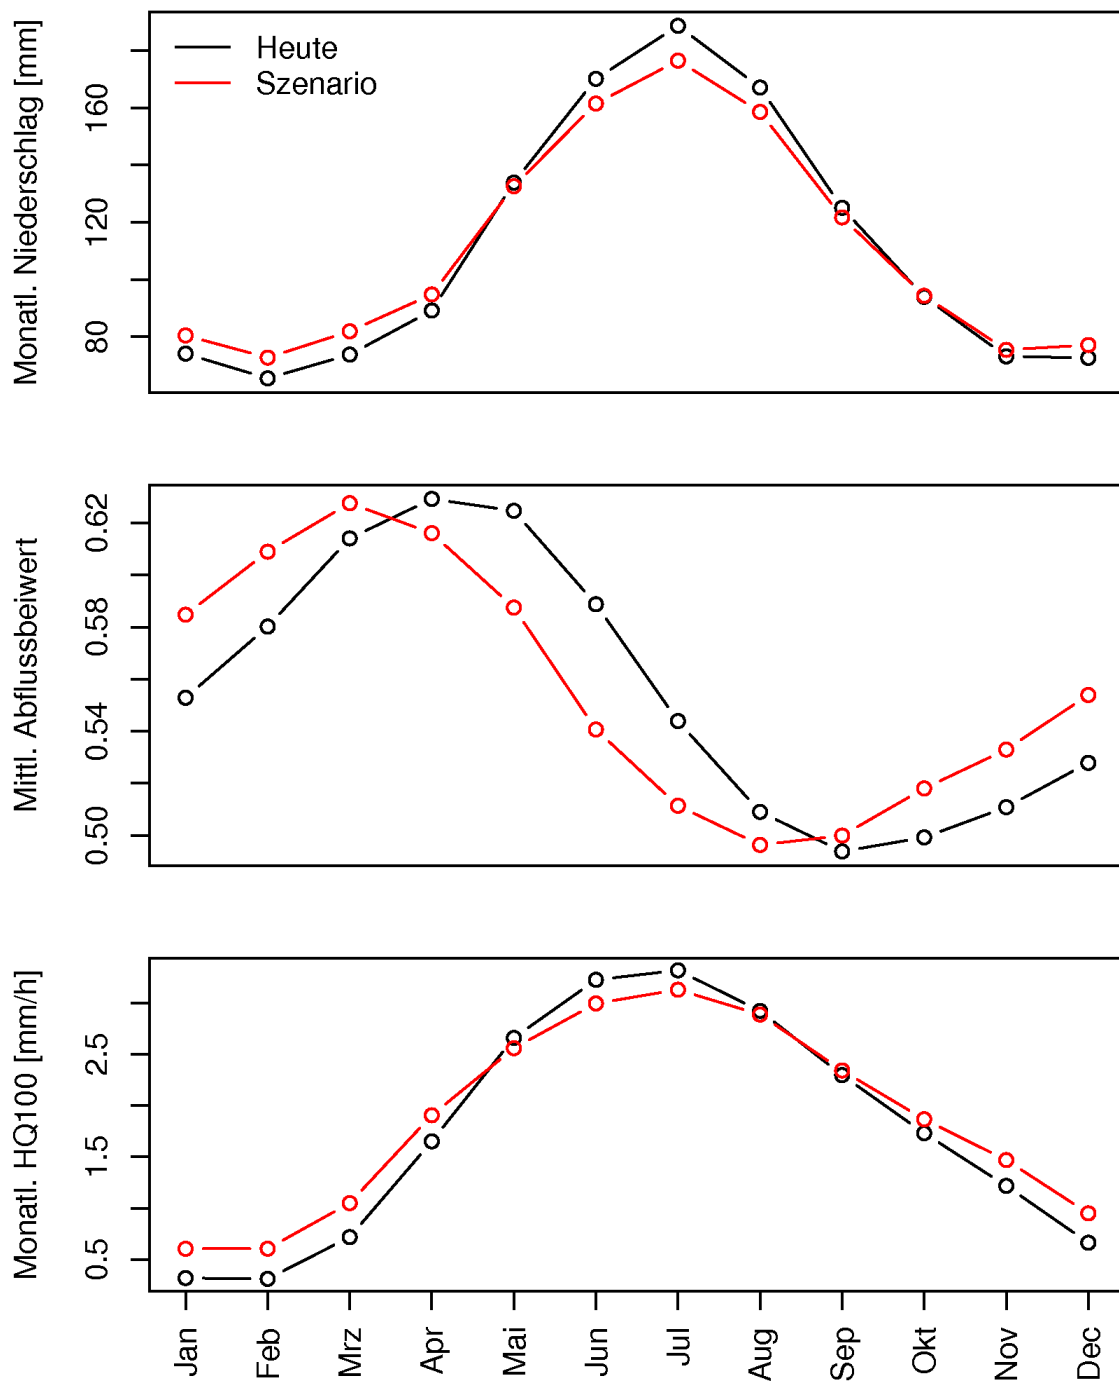 Monatl. Niederschlag [mm]
160
120
80
Heute
Szenario
Mittl. Abflussbeiwert
0.62
0.58
0.54
0.50
Monatl. HQ100 [mm/h]
2.5
1.5
0.5
Jan Feb Mrz Apr Mai Jun Jul Aug Sep Okt Nov Dec